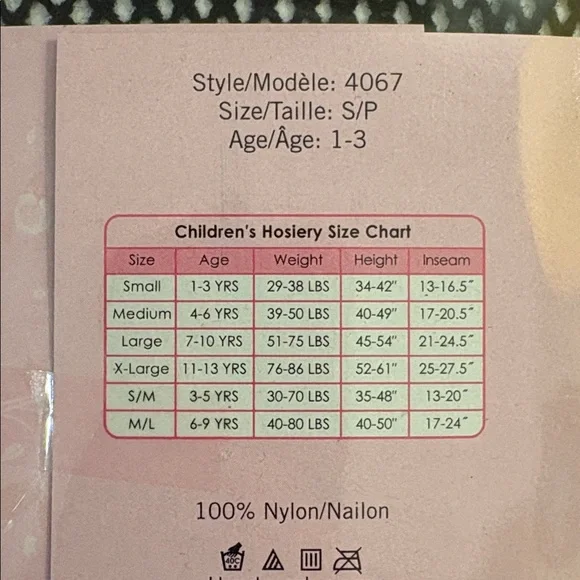 Style/Modèle: 4067
Size/Taille: S/P
Age/Âge: 1-3
Children's Hosiery Size Chart
Size Age Weight Height Inseam
Small 1-3 YRS 29-38 LBS 34-42" 13-16.5"
Medium 4-6 YRS 39-50 LBS 40-49" 17-20.5"
Large 7-10 YRS 51-75 LBS 45-54" 21-24.5"
X-Large 11-13 YRS 76-86 LBS 52-61" 25-27.5"
S/M 3-5 YRS 30-70 LBS 35-48" 13-20"
M/L 6-9 YRS 40-80 LBS 40-50" 17-24"
100% Nylon/Nailon
40C